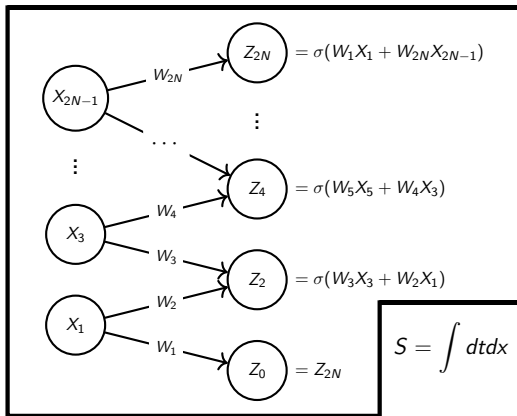 Z_{2N} = σ(W_1X_1 + W_{2N}X_{2N−1})
W_{2N}
X_{2N−1}
⋮
...
⋮
Z_4 = σ(W_5X_5 + W_4X_3)
W_4
X_3
W_3
Z_2 = σ(W_3X_3 + W_2X_1)
W_2
X_1
W_1
Z_0 = Z_{2N}
S = ∫ dtdx